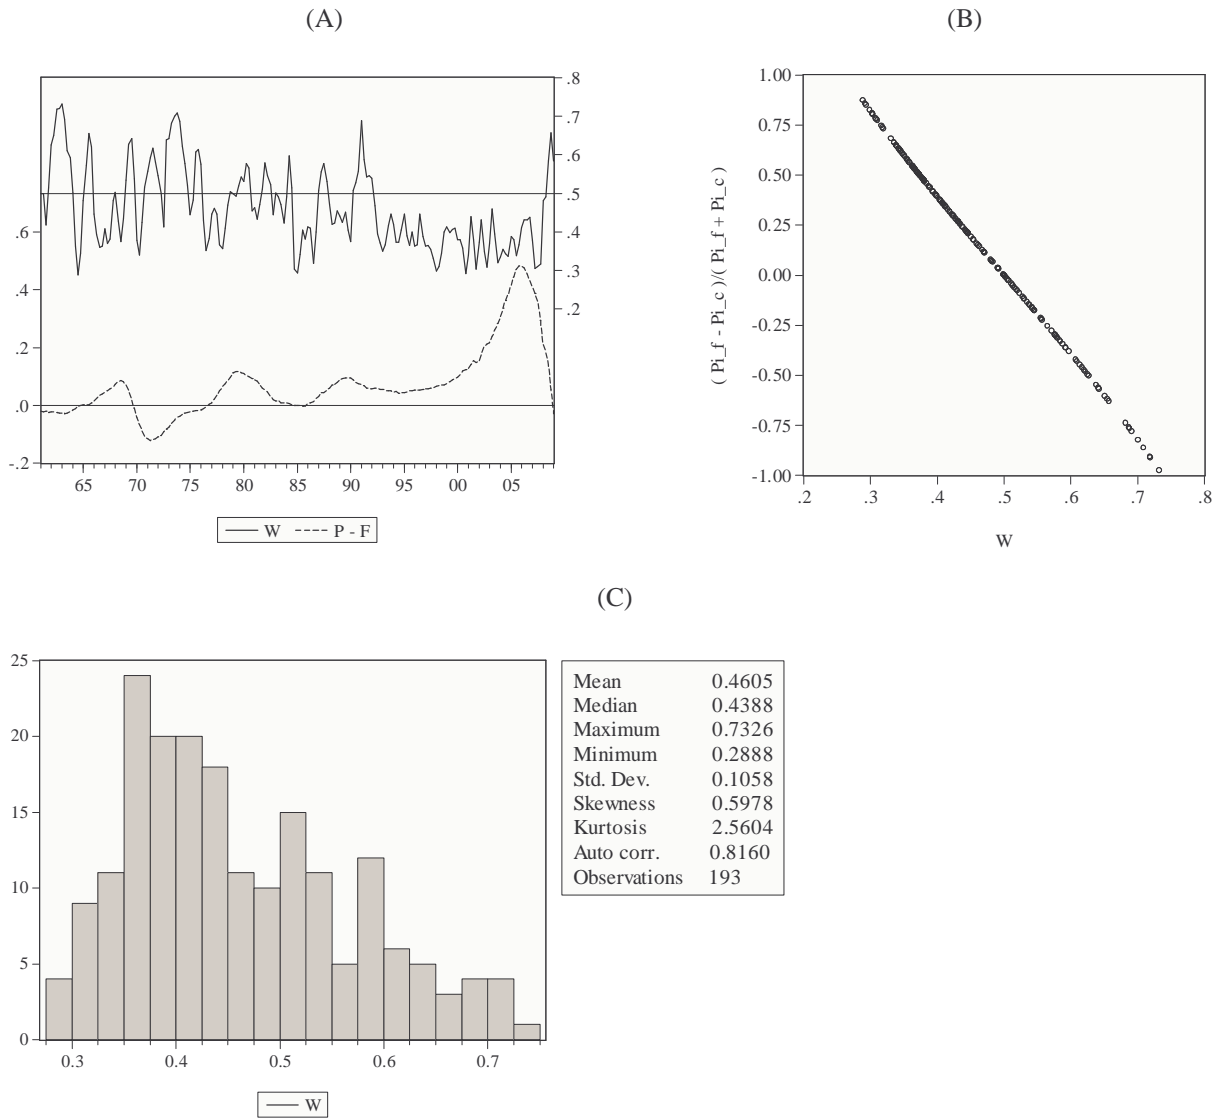 (A)
.8
.7
.6
.5
.4
.3
.2
.6
.4
.2
.0
-.2
65 70 75 80 85 90 95 00 05
W P - F
(B)
( Pi_f - Pi_c )/( Pi_f + Pi_c )
1.00
0.75
0.50
0.25
0.00
-0.25
-0.50
-0.75
-1.00
.2 .3 .4 .5 .6 .7 .8
W
(C)
25
20
15
10
5
0
0.3 0.4 0.5 0.6 0.7
W
Mean 0.4605
Median 0.4388
Maximum 0.7326
Minimum 0.2888
Std. Dev. 0.1058
Skewness 0.5978
Kurtosis 2.5604
Auto corr. 0.8160
Observations 193